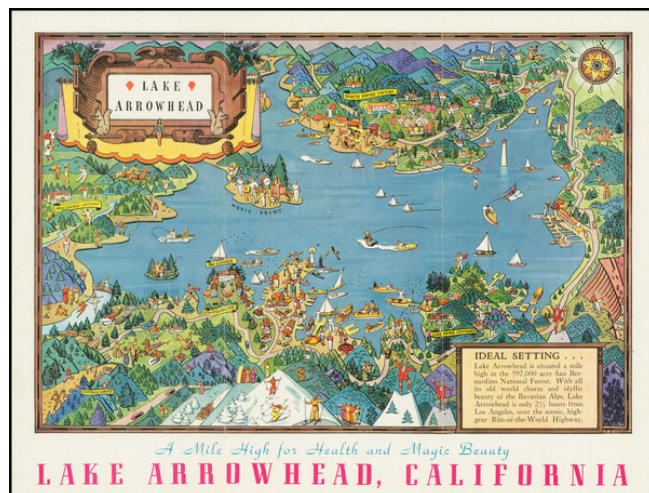 LAKE
ARROWHEAD
NORTH SHORE TAVERN
MOVIE POINT
IDEAL SETTING . . .
Lake Arrowhead is situated a mile
high in the 597,000 acre San Ber-
nardino National Forest. With all
its old world charm and idyllic
beauty of the Bavarian Alps, Lake
Arrowhead is only 2½ hours from
Los Angeles, over the scenic, high-
gear Rim-of-the-World Highway.
A Mile High for Health and Magic Beauty
LAKE ARROWHEAD, CALIFORNIA